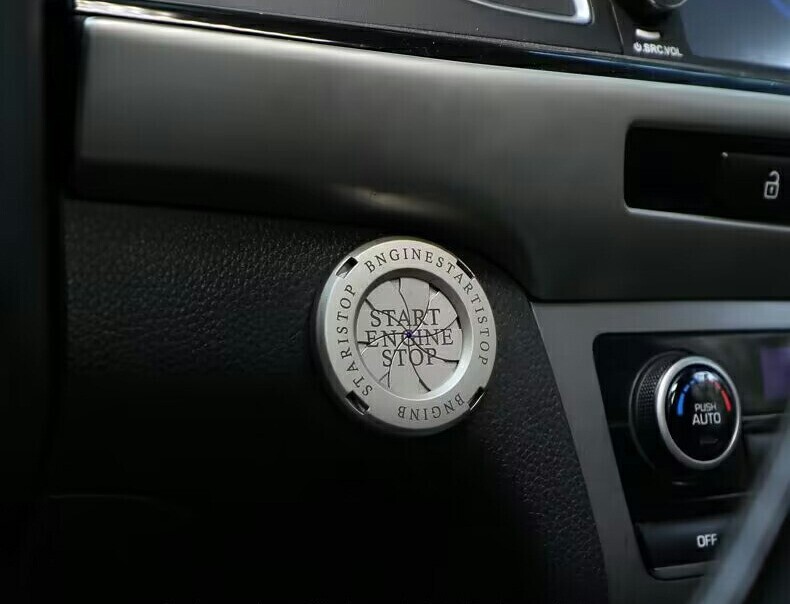 SRC.VOL
BNGINESTARTISTOP
STARISTOP
BNGINB
START
ENGINE
STOP
PUSH
AUTO
OFF